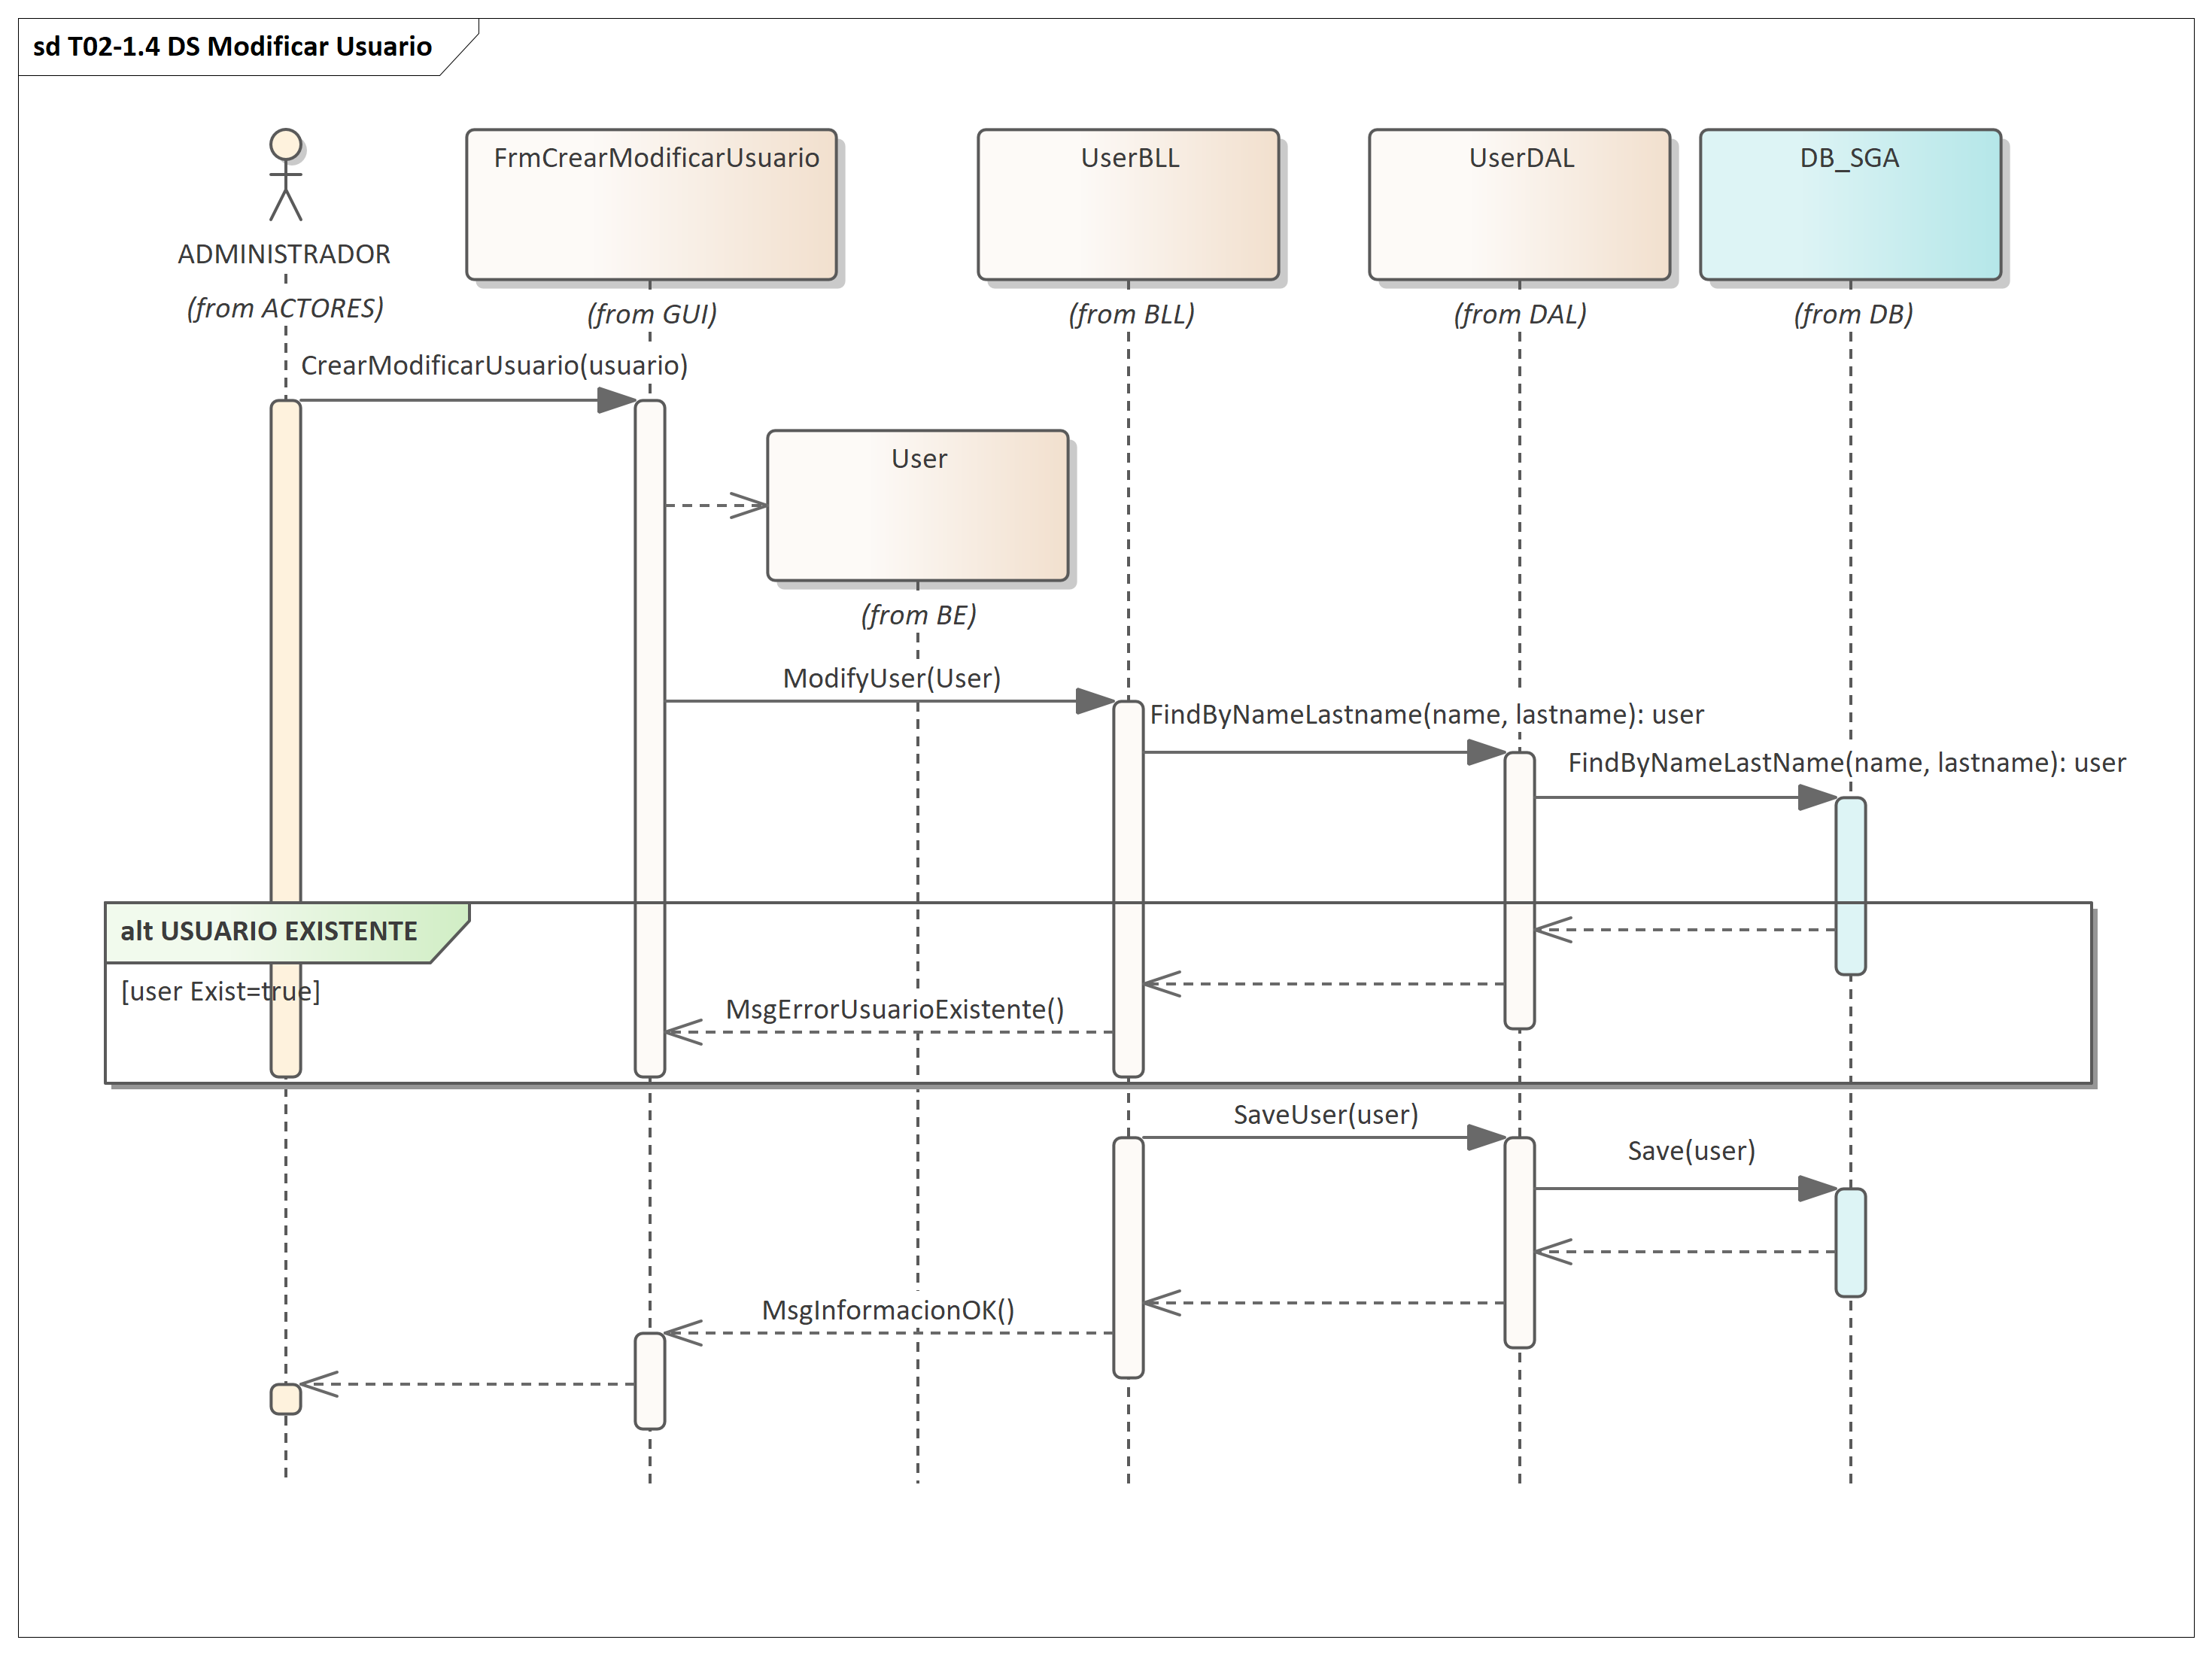 sd T02-1.4 DS Modificar Usuario
FrmCrearModificarUsuario
UserBLL
UserDAL
DB_SGA
ADMINISTRADOR
(from ACTORES)
(from GUI)
(from BLL)
(from DAL)
(from DB)
CrearModificarUsuario(usuario)
User
(from BE)
ModifyUser(User)
FindByNameLastname(name, lastname): user
FindByNameLastName(name, lastname): user
alt USUARIO EXISTENTE
[user Exist=true]
MsgErrorUsuarioExistente()
SaveUser(user)
Save(user)
MsgInformacionOK()